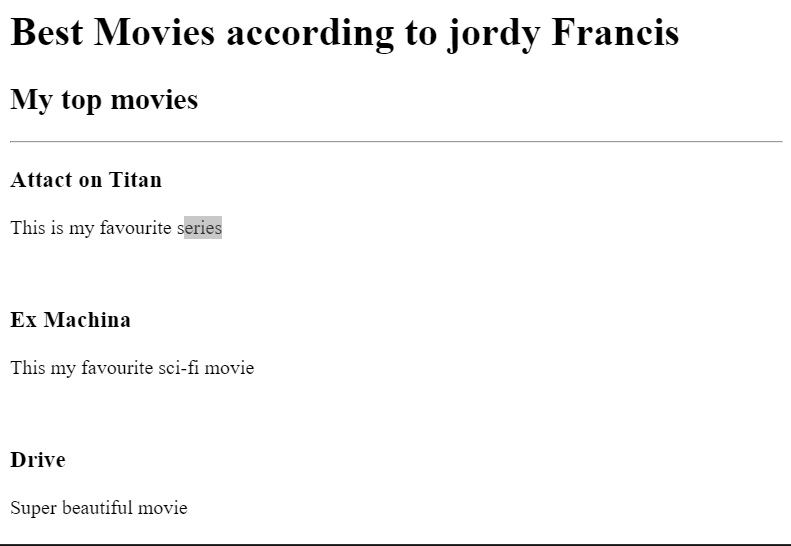 Best Movies according to jordy Francis
My top movies
Attact on Titan
This is my favourite series
Ex Machina
This my favourite sci-fi movie
Drive
Super beautiful movie